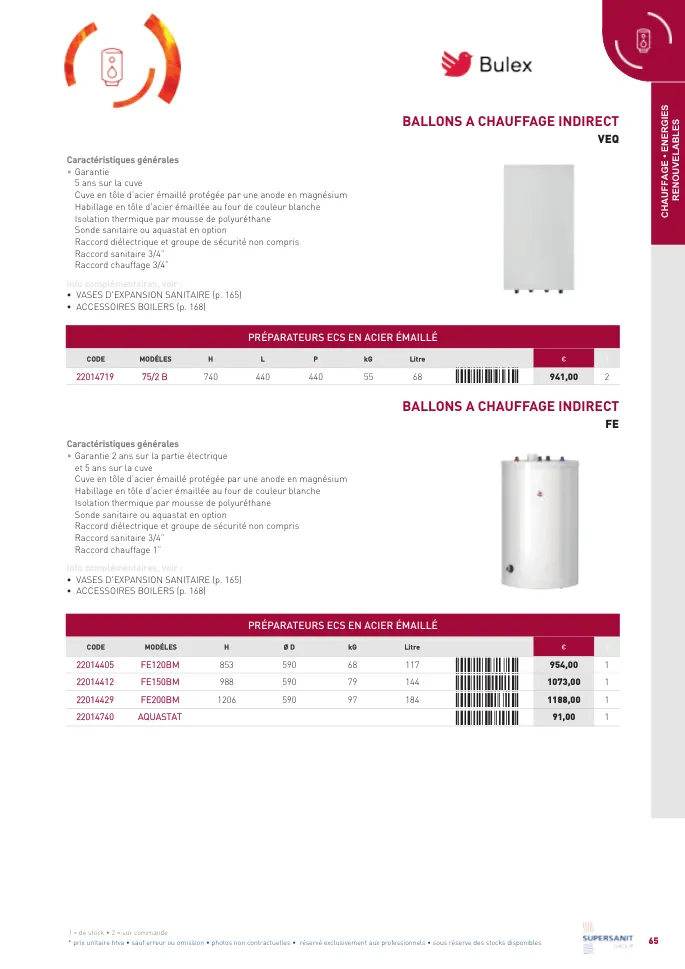 Bulex
CHAUFFAGE • ENERGIES
RENOUVELABLES
BALLONS A CHAUFFAGE INDIRECT
VEQ
Caractéristiques générales
• Garantie
5 ans sur la cuve
Cuve en tôle d'acier émaillé protégée par une anode en magnésium
Habillage en tôle d'acier émaillée au four de couleur blanche
Isolation thermique par mousse de polyuréthane
Sonde sanitaire ou aquastat en option
Raccord diélectrique et groupe de sécurité non compris
Raccord sanitaire 3/4"
Raccord chauffage 3/4"
Info complémentaires, voir :
• VASES D'EXPANSION SANITAIRE (p. 165)
• ACCESSOIRES BOILERS (p. 168)
PRÉPARATEURS ECS EN ACIER ÉMAILLÉ
CODE MODÈLES H L P kG Litre €
22014719 75/2 B 740 440 440 55 68 941,00 2
BALLONS A CHAUFFAGE INDIRECT
FE
Caractéristiques générales
• Garantie 2 ans sur la partie électrique
et 5 ans sur la cuve
Cuve en tôle d'acier émaillé protégée par une anode en magnésium
Habillage en tôle d'acier émaillée au four de couleur blanche
Isolation thermique par mousse de polyuréthane
Sonde sanitaire ou aquastat en option
Raccord diélectrique et groupe de sécurité non compris
Raccord sanitaire 3/4"
Raccord chauffage 1"
Info complémentaires, voir :
• VASES D'EXPANSION SANITAIRE (p. 165)
• ACCESSOIRES BOILERS (p. 168)
PRÉPARATEURS ECS EN ACIER ÉMAILLÉ
CODE MODÈLES H Ø D kG Litre €
22014405 FE120BM 853 590 68 117 954,00 1
22014412 FE150BM 988 590 79 144 1073,00 1
22014429 FE200BM 1206 590 97 184 1188,00 1
22014740 AQUASTAT 91,00 1
1 = de stock • 2 = sur commande
* prix unitaire htva • sauf erreur ou omission • photos non contractuelles • réservé exclusivement aux professionnels • sous réserve des stocks disponibles
SUPERSANIT
GROUP
65